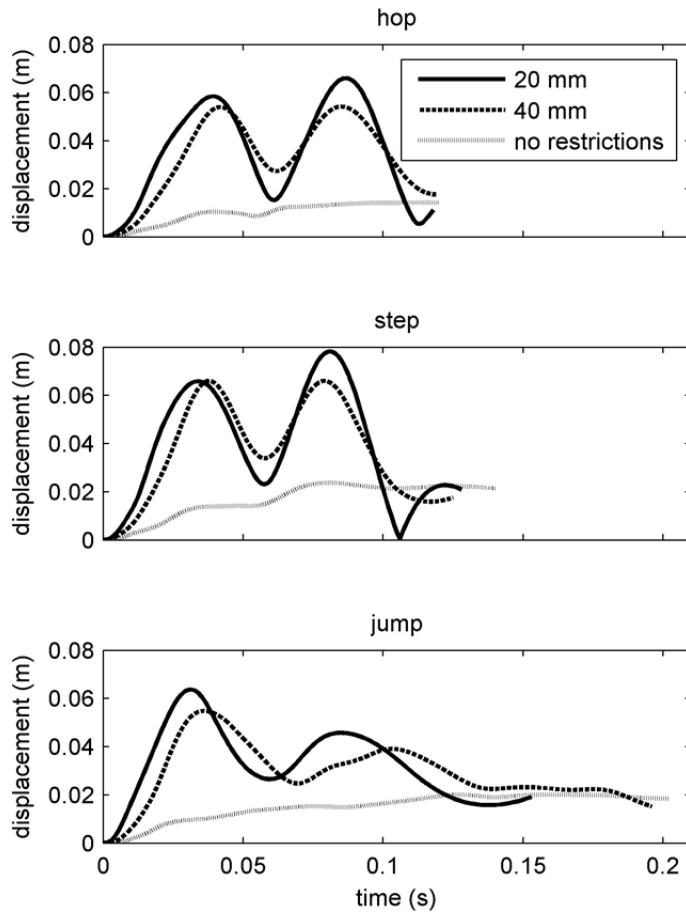 hop
displacement (m)
0.08
0.06
0.04
0.02
0
20 mm
40 mm
no restrictions
step
displacement (m)
0.08
0.06
0.04
0.02
0
jump
displacement (m)
0.08
0.06
0.04
0.02
0
0
0.05
0.1
0.15
0.2
time (s)